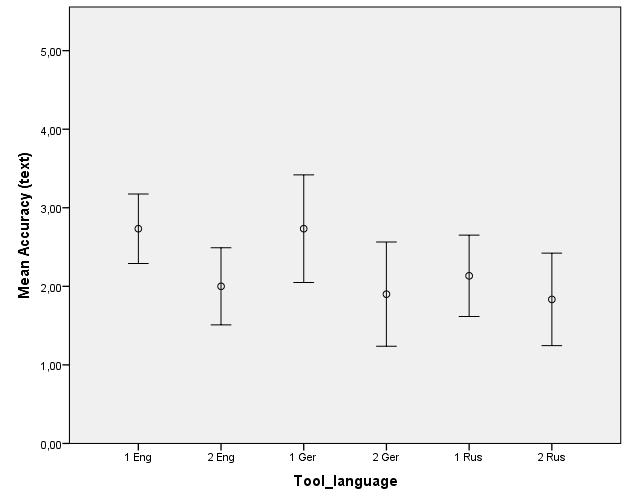 5,00
4,00
3,00
2,00
1,00
0,00
Mean Accuracy (text)
1 Eng 2 Eng 1 Ger 2 Ger 1 Rus 2 Rus
Tool_language